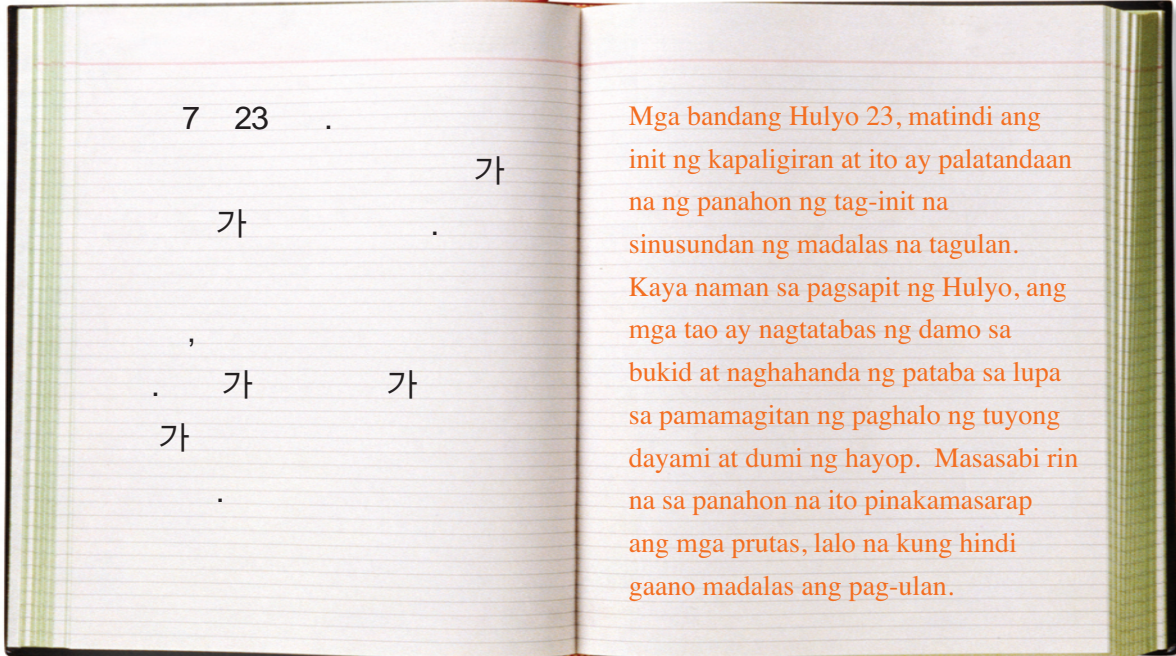 7 23 .
가
가 .
,
. 가 가
가
.
Mga bandang Hulyo 23, matindi ang
init ng kapaligiran at ito ay palatandaan
na ng panahon ng tag-init na
sinusundan ng madalas na tagulan.
Kaya naman sa pagsapit ng Hulyo, ang
mga tao ay nagtatabas ng damo sa
bukid at naghahanda ng pataba sa lupa
sa pamamagitan ng paghalo ng tuyong
dayami at dumi ng hayop.  Masasabi rin
na sa panahon na ito pinakamasarap
ang mga prutas, lalo na kung hindi
gaano madalas ang pag-ulan.